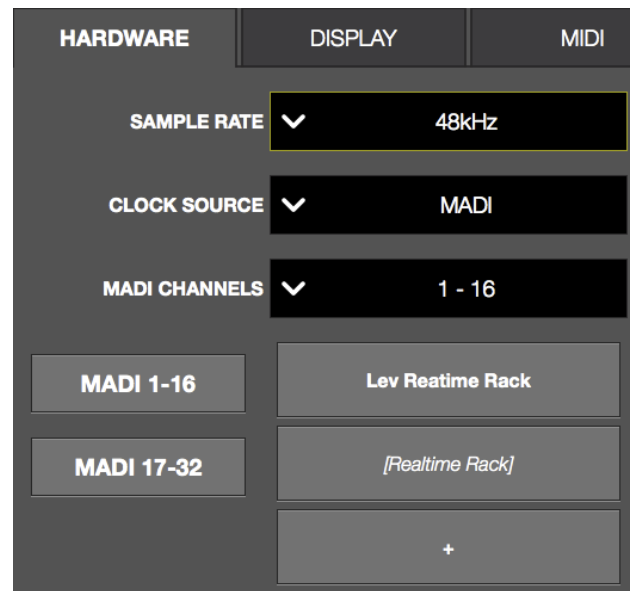 HARDWARE DISPLAY MIDI
SAMPLE RATE 48kHz
CLOCK SOURCE MADI
MADI CHANNELS 1 - 16
MADI 1-16 Lev Reatime Rack
MADI 17-32 [Realtime Rack]
+